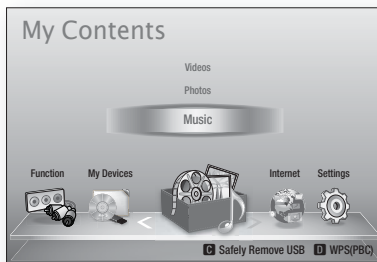 My Contents
Videos
Photos
Music
Function My Devices Internet Settings
C Safely Remove USB D WPS(PBC)